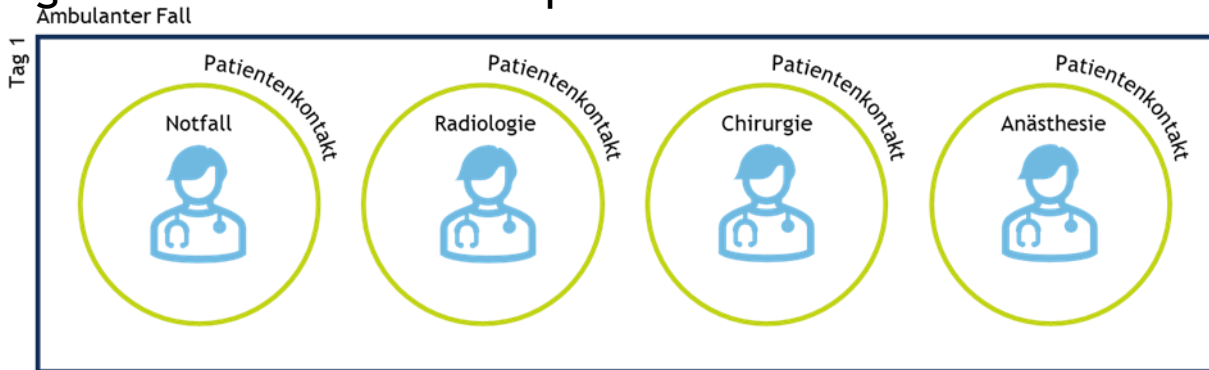 Ambulanter Fall
Tag 1
Patientenkontakt
Patientenkontakt
Patientenkontakt
Patientenkontakt
Notfall
Radiologie
Chirurgie
Anästhesie